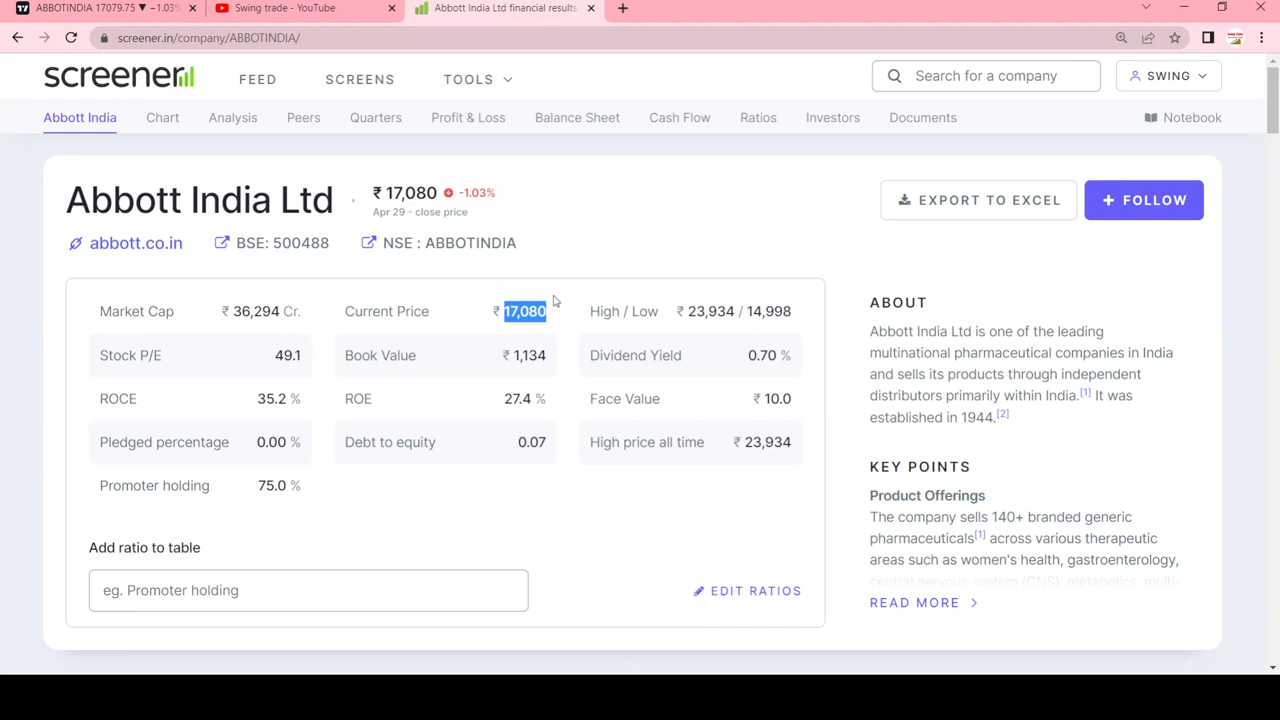 ABBOTINDIA 17079.75 ▼ −1.03%
Swing trade - YouTube
Abbott India Ltd financial results
screener.in/company/ABBOTINDIA/
screener
FEED
SCREENS
TOOLS
Search for a company
SWING
Abbott India
Chart
Analysis
Peers
Quarters
Profit & Loss
Balance Sheet
Cash Flow
Ratios
Investors
Documents
Notebook
Abbott India Ltd
₹ 17,080 -1.03%
Apr 29 - close price
EXPORT TO EXCEL
FOLLOW
abbott.co.in
BSE: 500488
NSE : ABBOTINDIA
Market Cap ₹ 36,294 Cr.
Current Price ₹ 17,080
High / Low ₹ 23,934 / 14,998
Stock P/E 49.1
Book Value ₹ 1,134
Dividend Yield 0.70 %
ROCE 35.2 %
ROE 27.4 %
Face Value ₹ 10.0
Pledged percentage 0.00 %
Debt to equity 0.07
High price all time ₹ 23,934
Promoter holding 75.0 %
Add ratio to table
eg. Promoter holding
EDIT RATIOS
ABOUT
Abbott India Ltd is one of the leading
multinational pharmaceutical companies in India
and sells its products through independent
distributors primarily within India.[1] It was
established in 1944.[2]
KEY POINTS
Product Offerings
The company sells 140+ branded generic
pharmaceuticals[1] across various therapeutic
areas such as women's health, gastroenterology,
central nervous system (CNS), metabolics, multi-
READ MORE